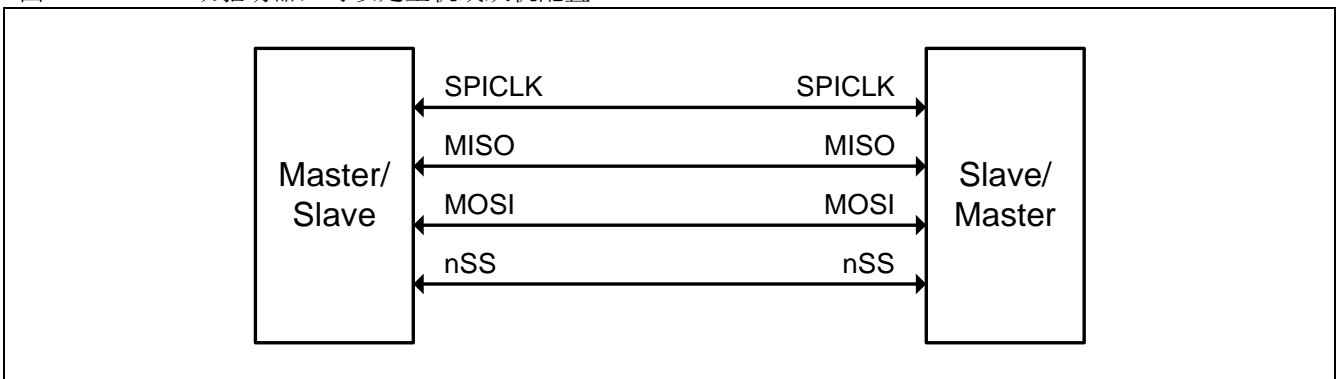 SPICLK SPICLK
MISO MISO
Master/ Slave/
MOSI MOSI
Slave Master
nSS nSS